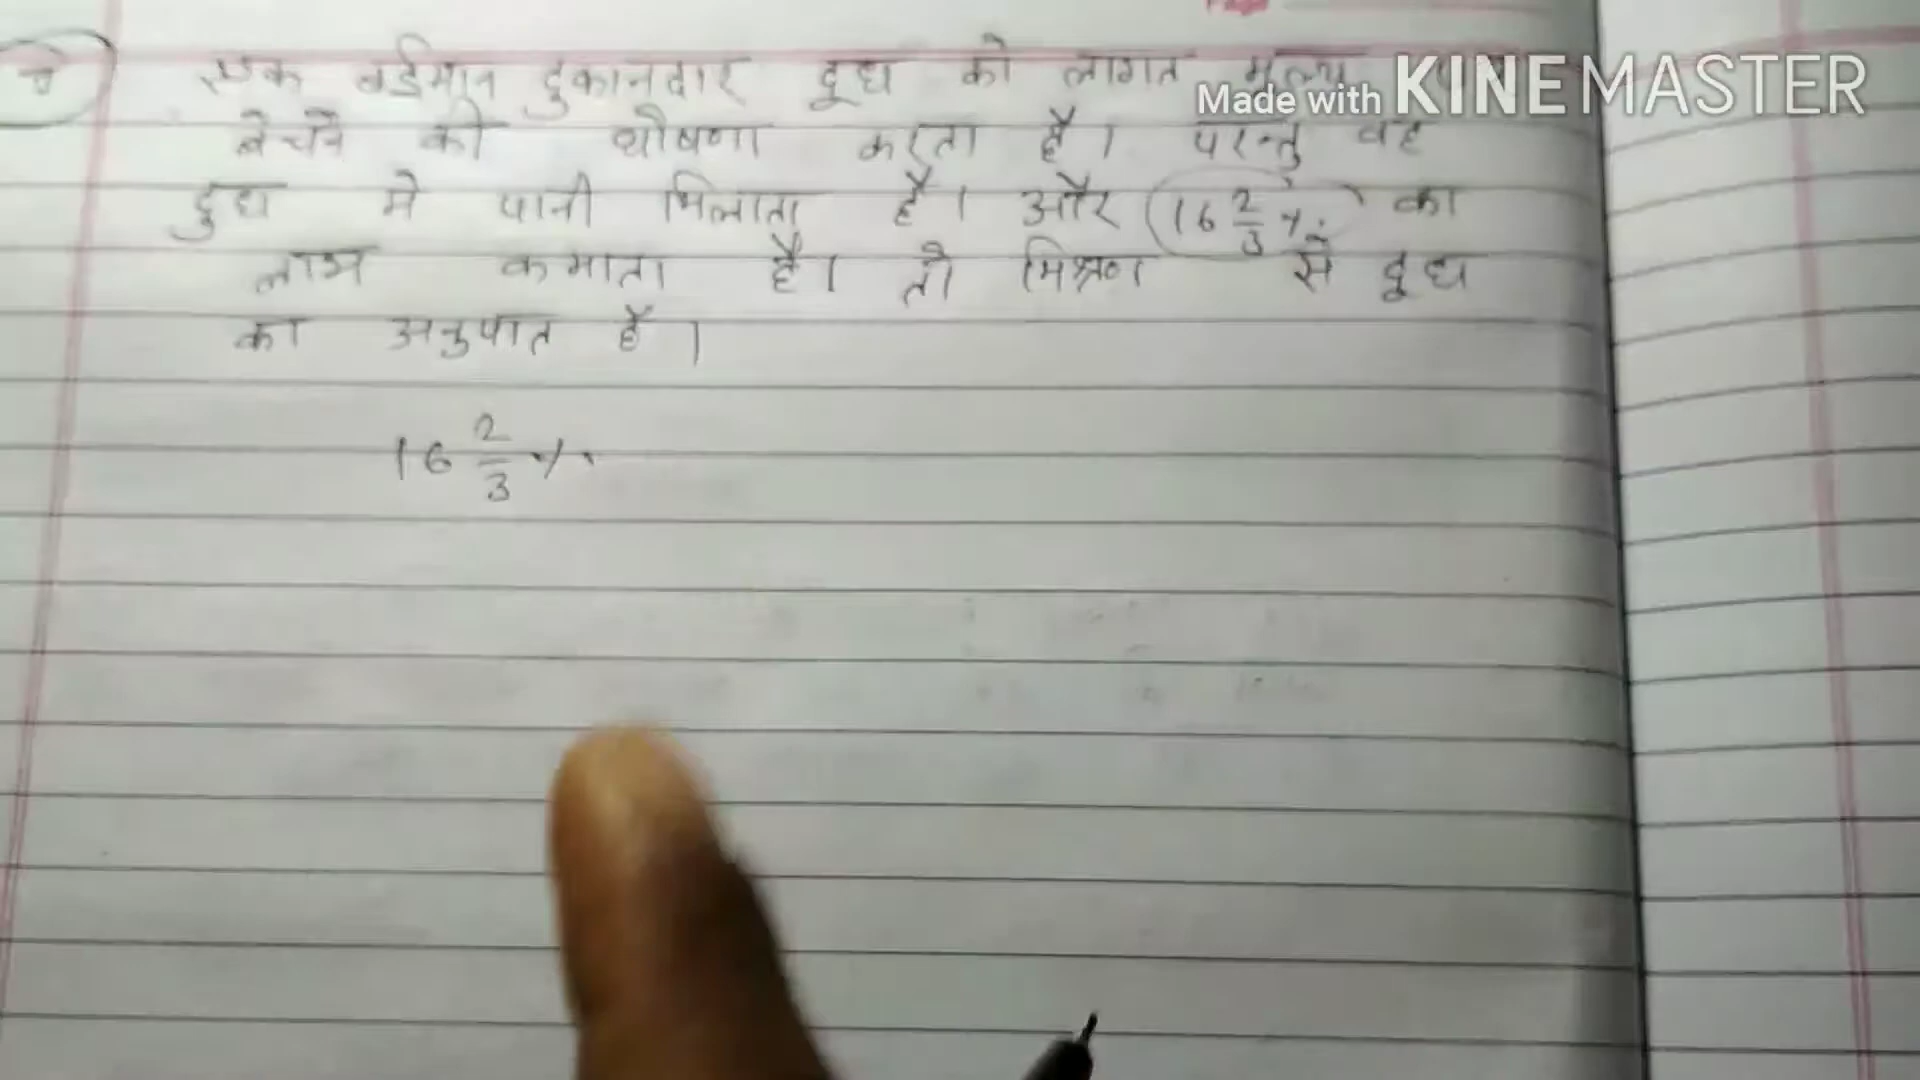 एक बईमान दुकानदार दूध को लागत मूल्य
Made with KINEMASTER
बेचने की घोषणा करता है। परन्तु वह
दुध मे पानी मिलाता है। और 16 2/3 % का
लाभ कमाता है। तो मिश्रण से दूध
का अनुपात है।
16 2/3 %